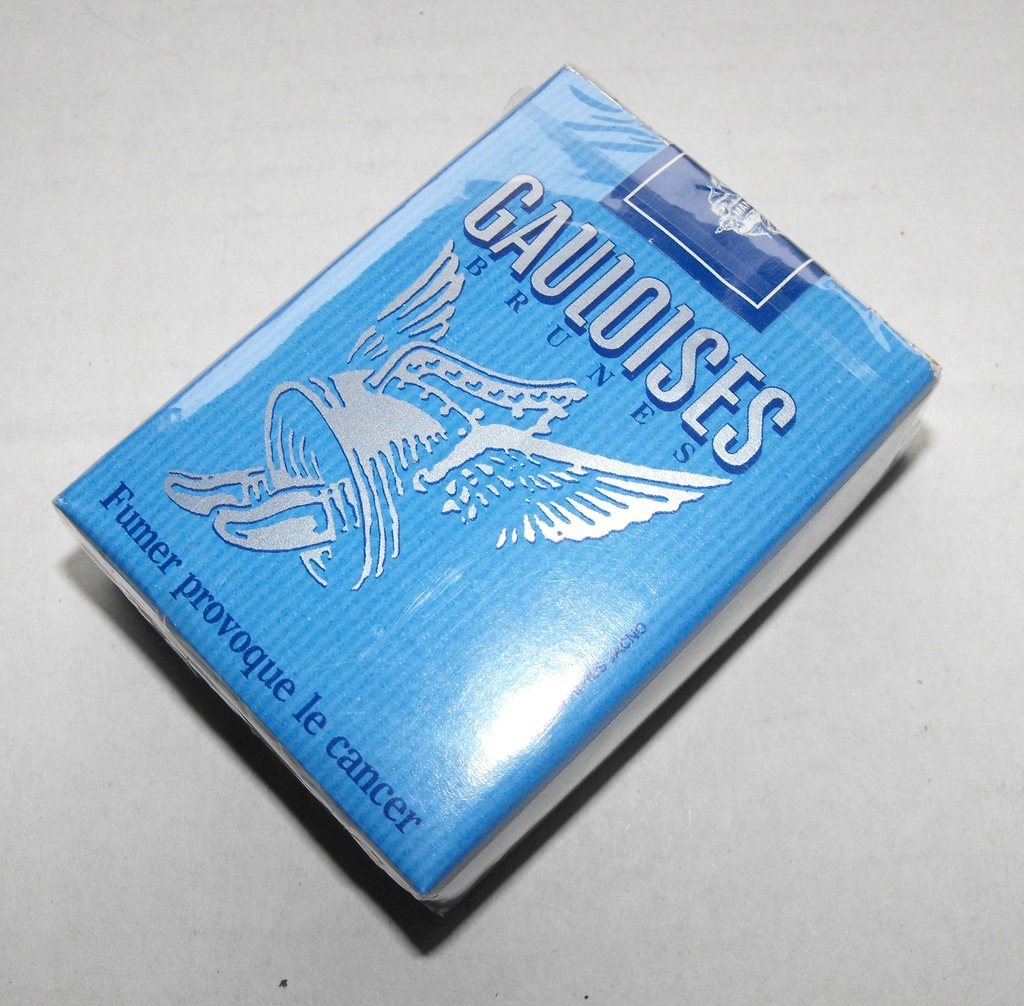 GAULOISES
BRUNES
Fumer provoque le cancer